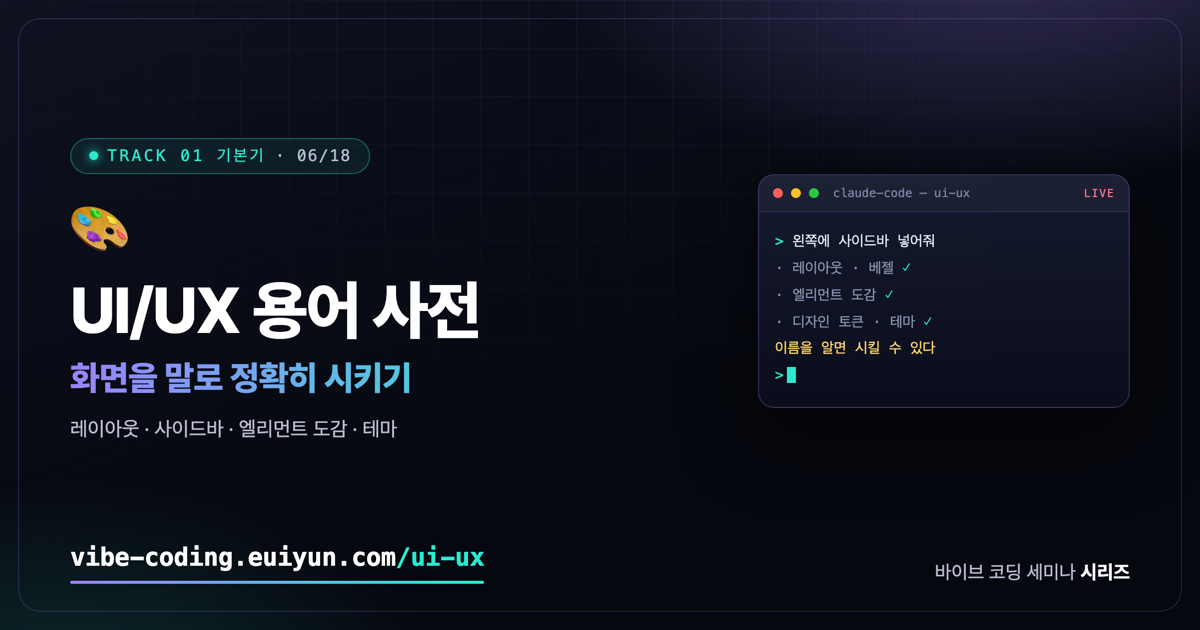 TRACK 01 기본기 · 06/18
UI/UX 용어 사전
화면을 말로 정확히 시키기
레이아웃 · 사이드바 · 엘리먼트 도감 · 테마
claude-code — ui-ux
LIVE
> 왼쪽에 사이드바 넣어줘
· 레이아웃 · 베젤 ✓
· 엘리먼트 도감 ✓
· 디자인 토큰 · 테마 ✓
이름을 알면 시킬 수 있다
>
vibe-coding.euiyun.com/ui-ux
바이브 코딩 세미나 시리즈